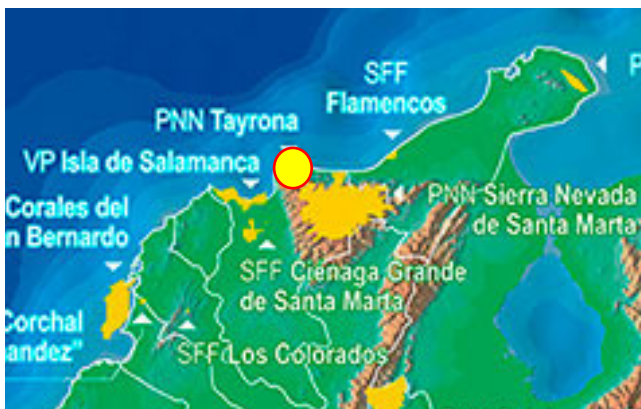 P
SFF
Flamencos
PNN Tayrona
VP Isla de Salamanca
PNN Sierra Nevada
de Santa Marta
Corales del
n Bernardo
SFF Ciénaga Grande
de Santa Marta
Corchal
andez"
SFF Los Colorados